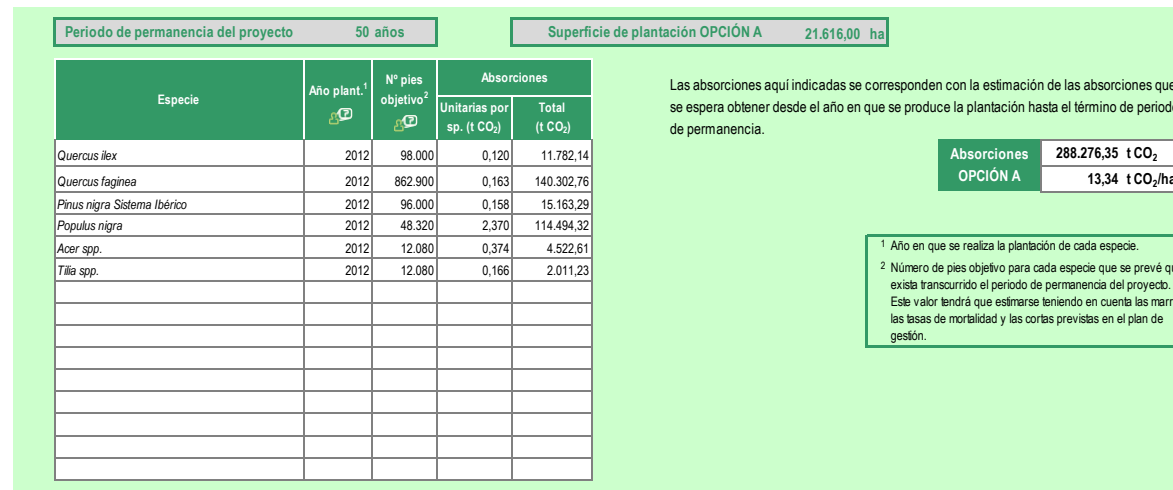 Periodo de permanencia del proyecto 50 años
Superficie de plantación OPCIÓN A 21.616,00 ha
Especie Año plant.¹ Nº pies objetivo² Absorciones
Unitarias por sp. (t CO₂) Total (t CO₂)
Quercus ilex 2012 98.000 0,120 11.782,14
Quercus faginea 2012 862.900 0,163 140.302,76
Pinus nigra Sistema Ibérico 2012 96.000 0,158 15.163,29
Populus nigra 2012 48.320 2,370 114.494,32
Acer spp. 2012 12.080 0,374 4.522,61
Tilia spp. 2012 12.080 0,166 2.011,23
Las absorciones aquí indicadas se corresponden con la estimación de las absorciones que
se espera obtener desde el año en que se produce la plantación hasta el término de periodo
de permanencia.
Absorciones OPCIÓN A
288.276,35 t CO₂
13,34 t CO₂/ha
¹ Año en que se realiza la plantación de cada especie.
² Número de pies objetivo para cada especie que se prevé
exista transcurrido el periodo de permanencia del proyecto.
Este valor tendrá que estimarse teniendo en cuenta las
las tasas de mortalidad y las cortas previstas en el plan de
gestión.